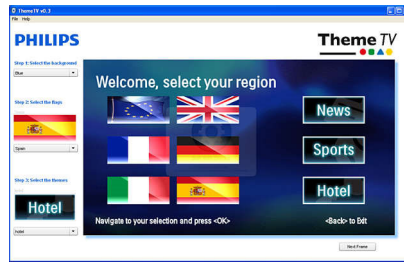 ThemeTV v0.3
File Help
PHILIPS
Theme TV
Step 1: Select the background
Blue
Step 2: Select the flags
Spain
Step 3: Select the themes
Hotel
hotel
Welcome, select your region
News
Sports
Hotel
Navigate to your selection and press <OK>
<Back> to Exit
Next Frame